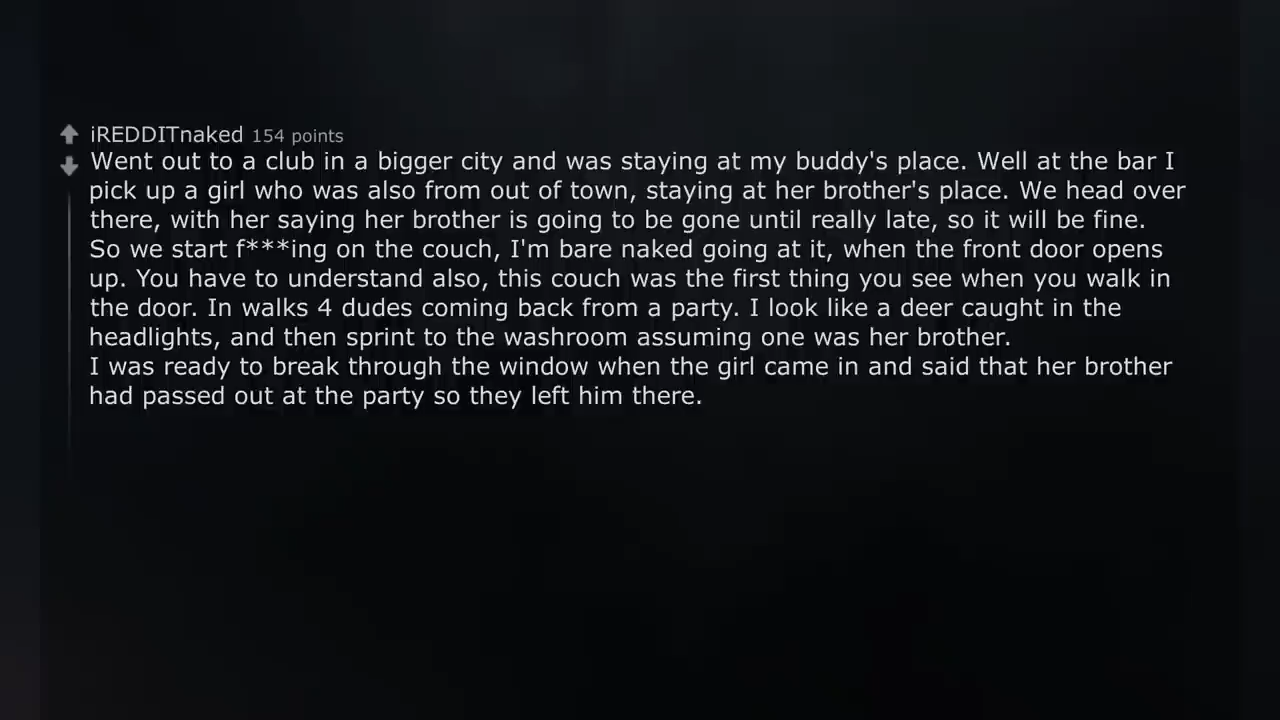 iREDDITnaked 154 points
Went out to a club in a bigger city and was staying at my buddy's place. Well at the bar I
pick up a girl who was also from out of town, staying at her brother's place. We head over
there, with her saying her brother is going to be gone until really late, so it will be fine.
So we start f***ing on the couch, I'm bare naked going at it, when the front door opens
up. You have to understand also, this couch was the first thing you see when you walk in
the door. In walks 4 dudes coming back from a party. I look like a deer caught in the
headlights, and then sprint to the washroom assuming one was her brother.
I was ready to break through the window when the girl came in and said that her brother
had passed out at the party so they left him there.